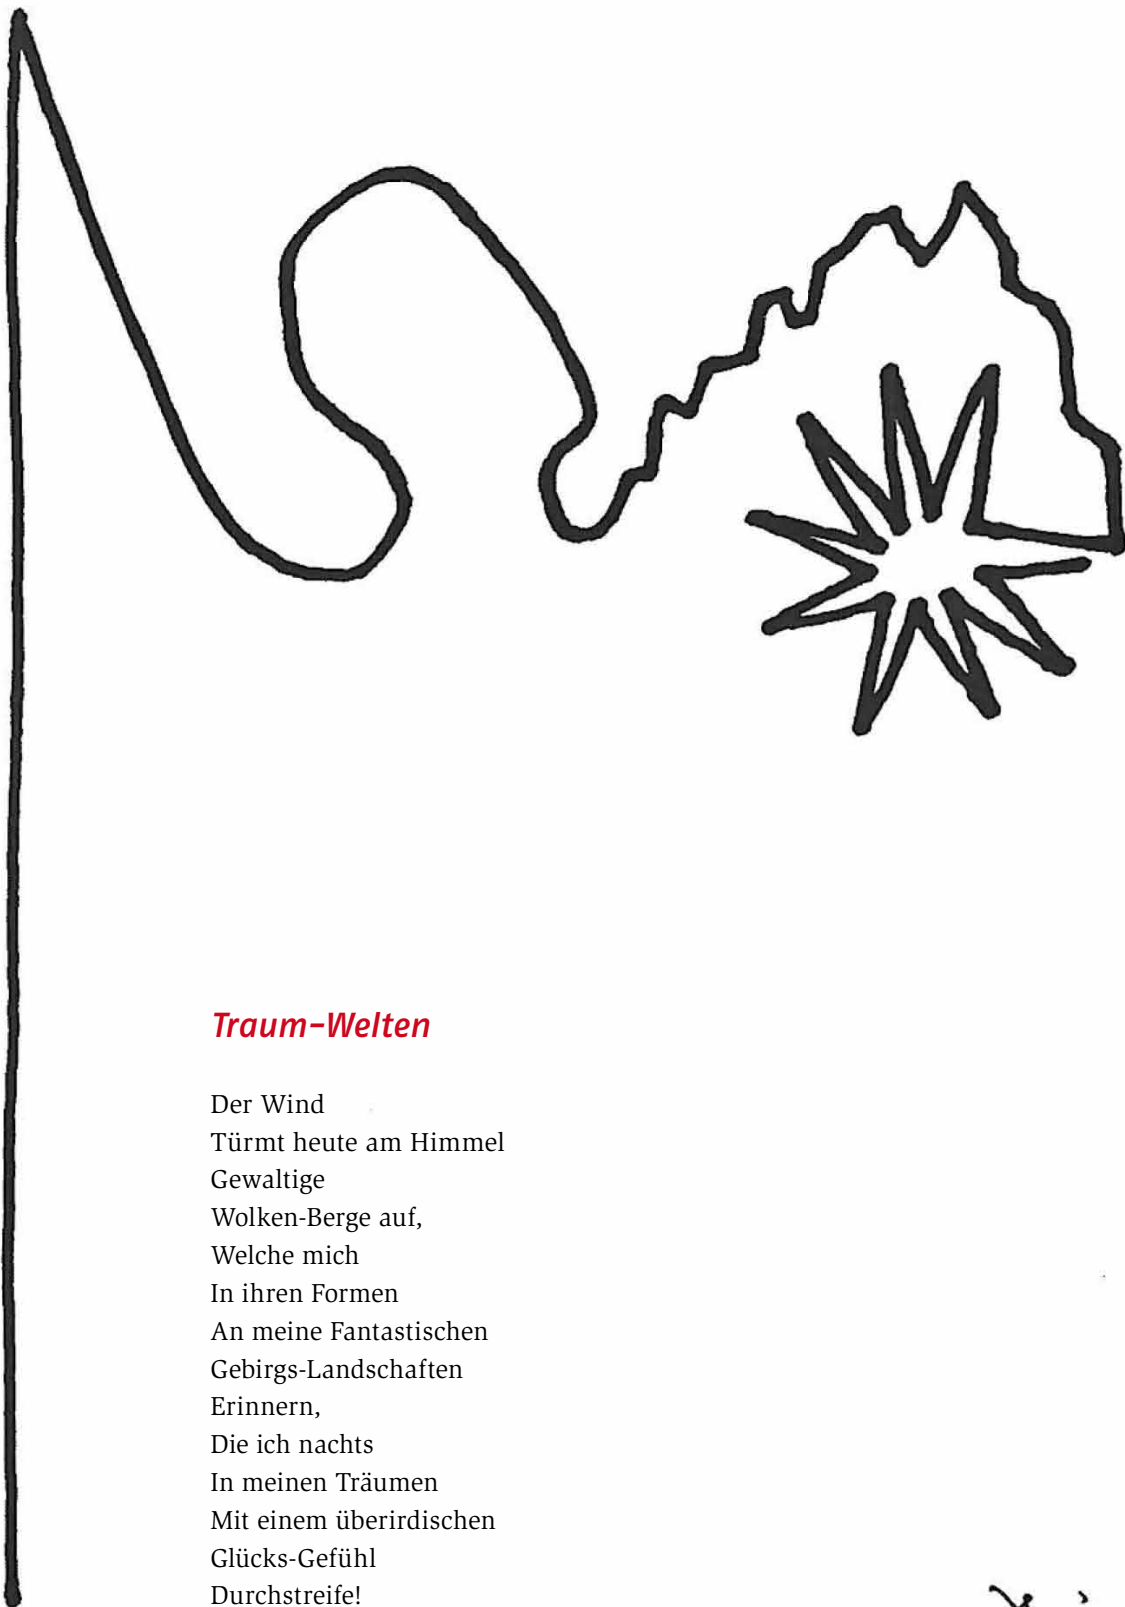 Traum-Welten
Der Wind
Türmt heute am Himmel
Gewaltige
Wolken-Berge auf,
Welche mich
In ihren Formen
An meine Fantastischen
Gebirgs-Landschaften
Erinnern,
Die ich nachts
In meinen Träumen
Mit einem überirdischen
Glücks-Gefühl
Durchstreife!